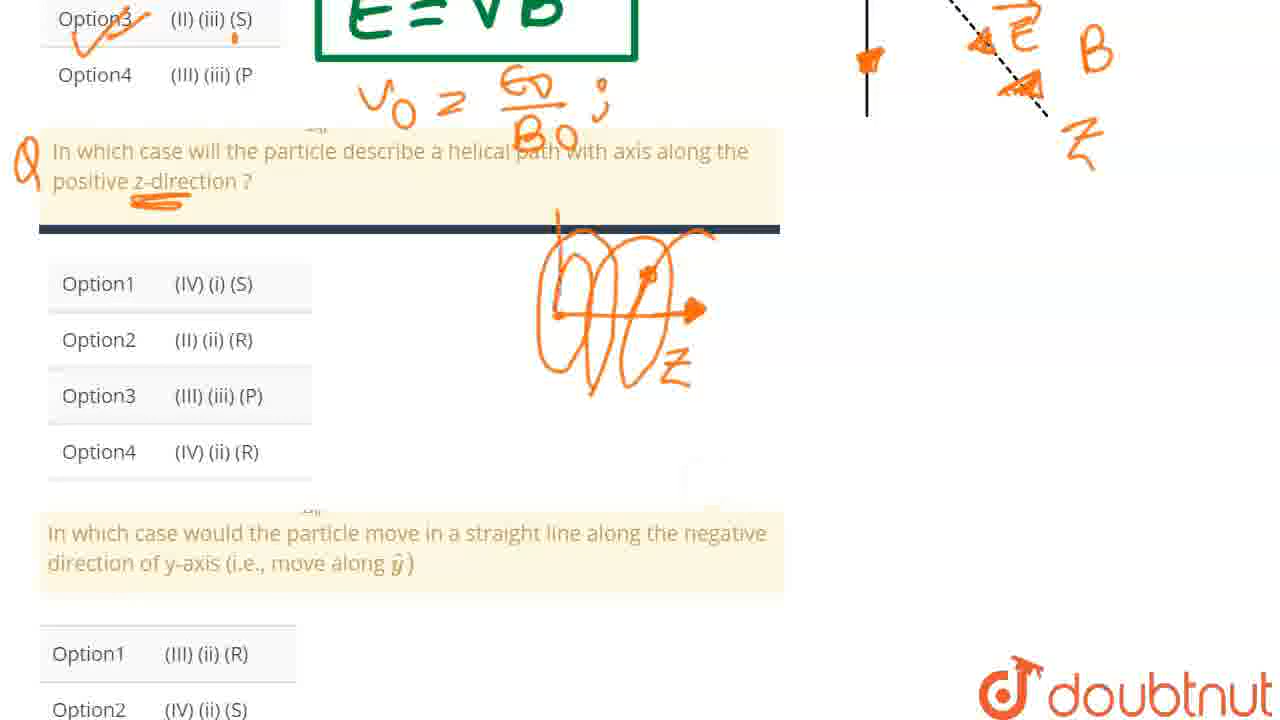 Option3 (II) (iii) (S)
E = VB
Option4 (III) (iii) (P
v0 = E0/B0 ;
E B
Z
Q In which case will the particle describe a helical path with axis along the
positive z-direction ?
Option1 (IV) (i) (S)
Option2 (II) (ii) (R)
Option3 (III) (iii) (P)
Option4 (IV) (ii) (R)
Z
In which case would the particle move in a straight line along the negative
direction of y-axis (i.e., move along ŷ)
Option1 (III) (ii) (R)
Option2 (IV) (ii) (S)
doubtnut